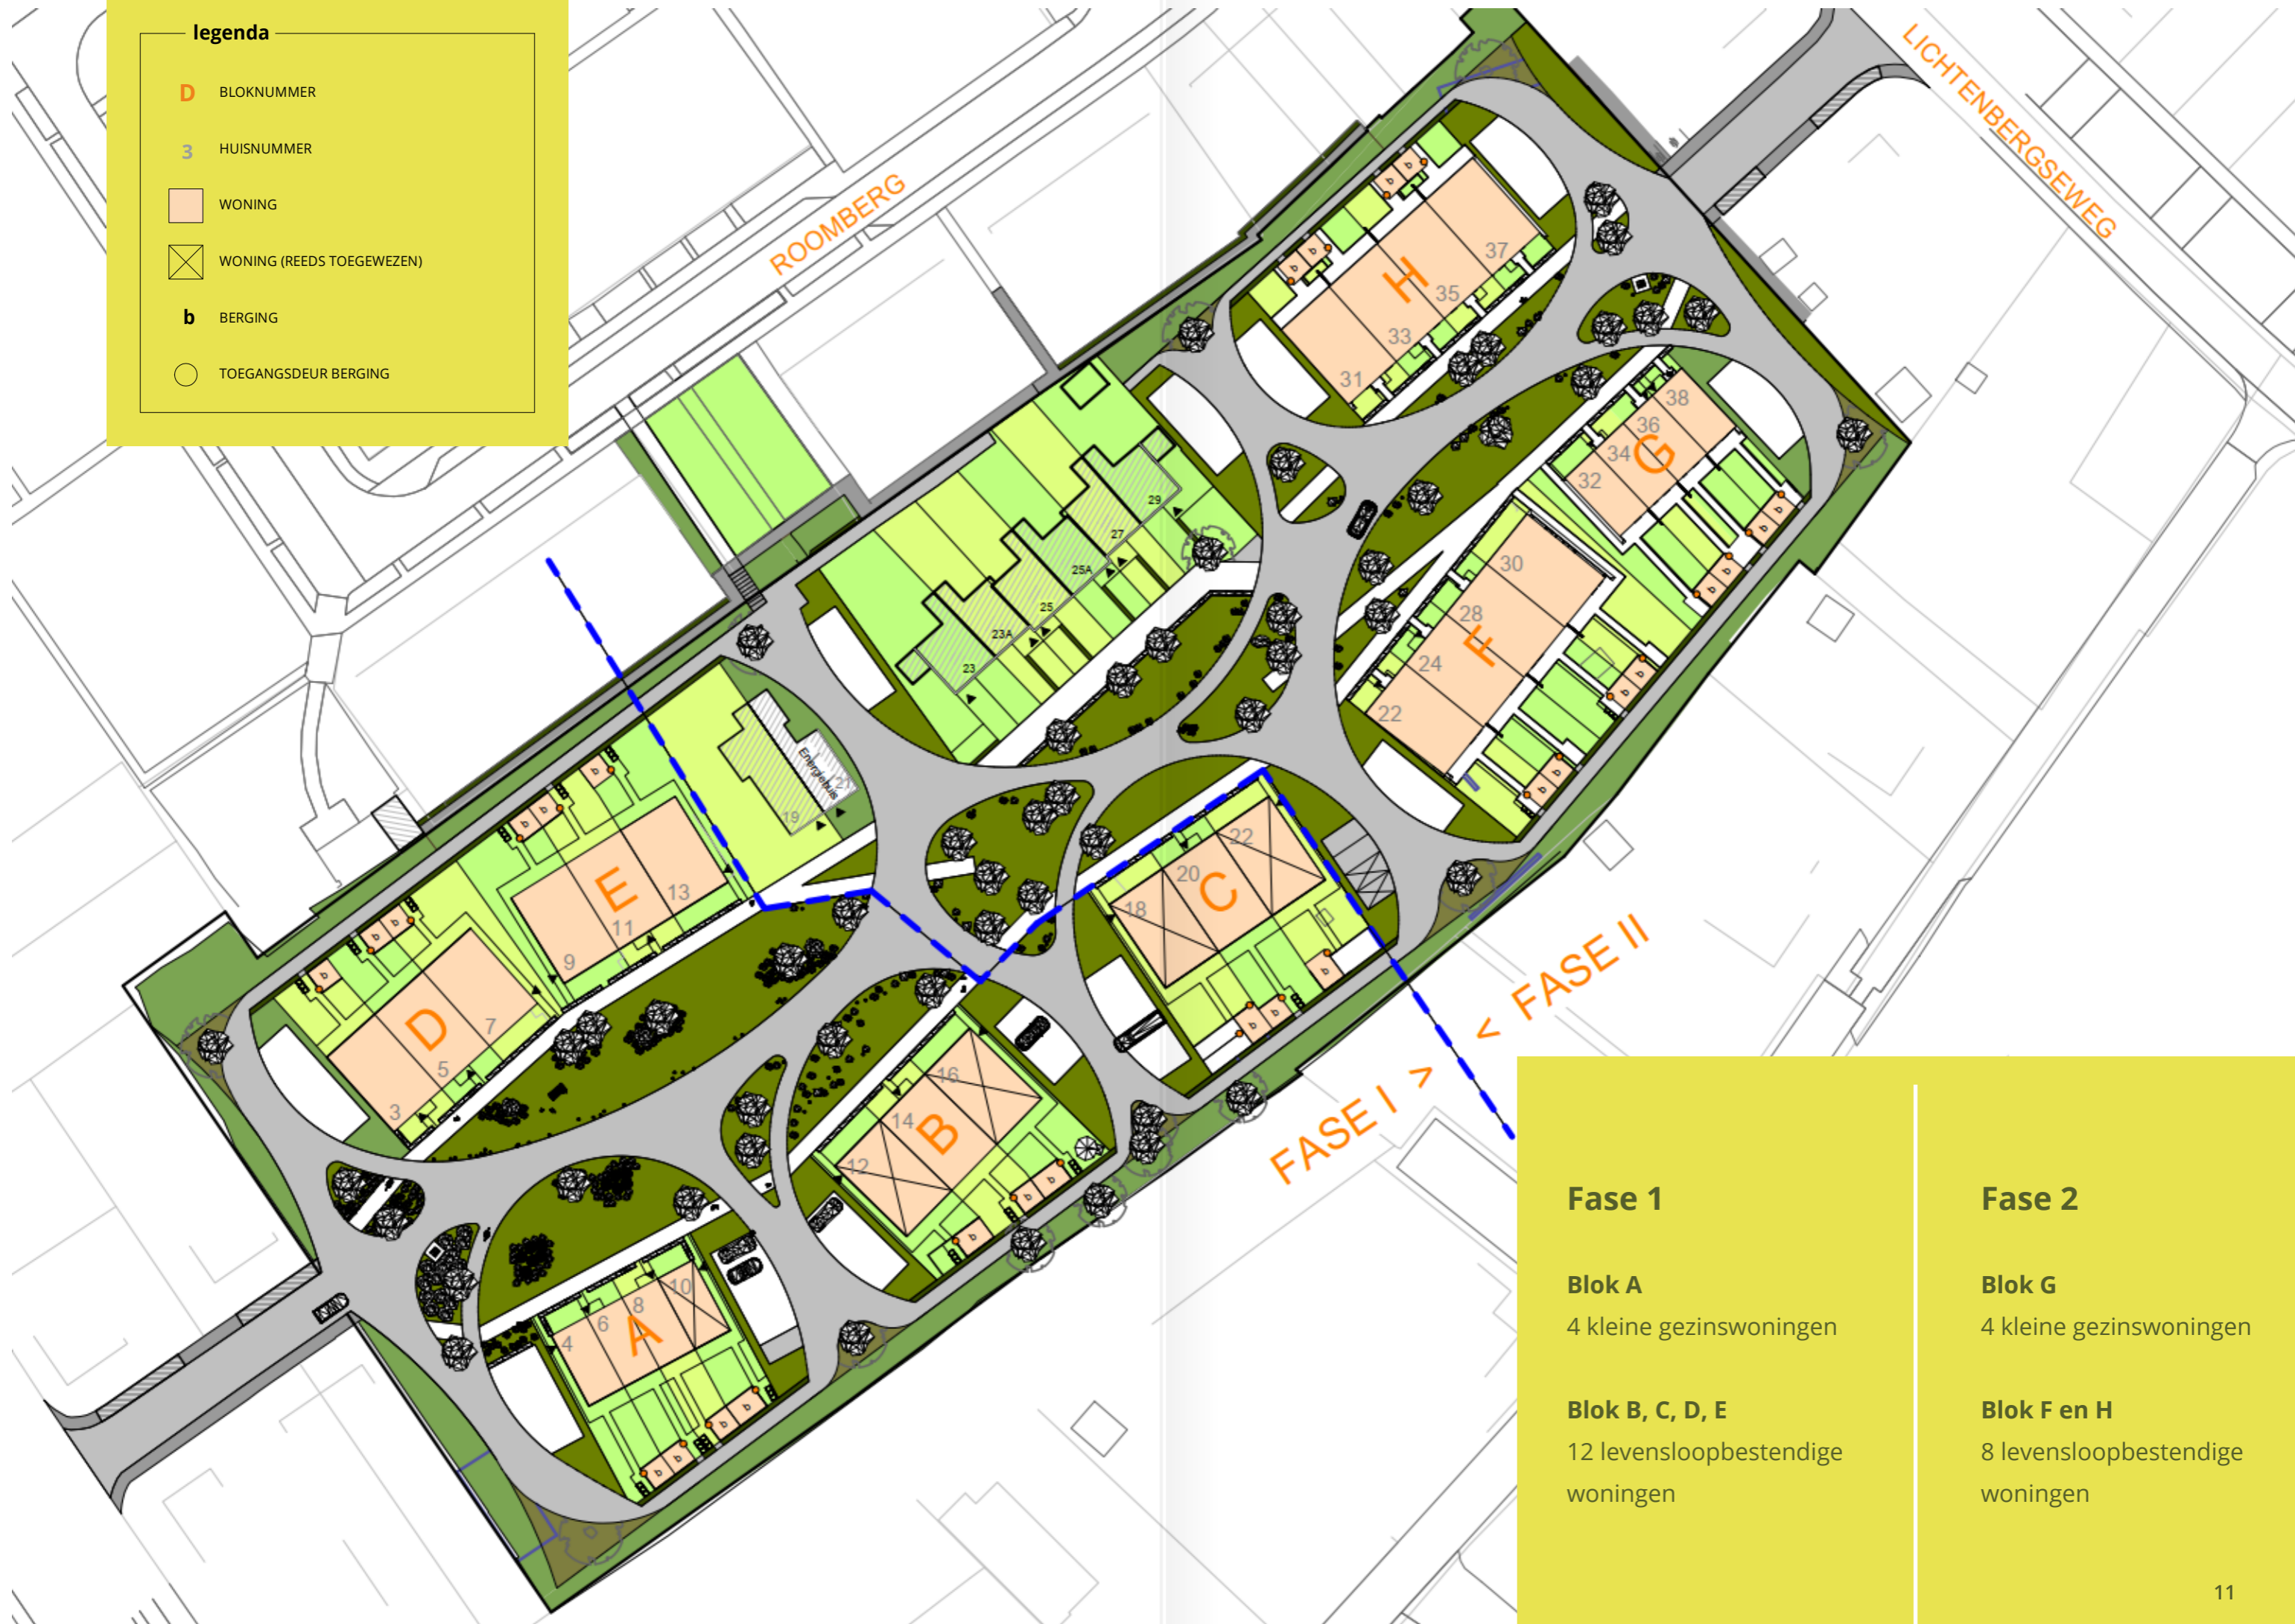 legenda
D BLOKNUMMER
3 HUISNUMMER
WONING
WONING (REEDS TOEGEWEZEN)
b BERGING
TOEGANGSDEUR BERGING
ROOMBERG
LICHTENBERGSEWEG
H
31
33
35
37
G
32
34
36
38
F
22
24
28
30
23
23A
25
25A
27
29
Energiehuis
19
21
E
9
11
13
D
3
5
7
C
18
20
22
B
12
14
16
A
4
6
8
10
FASE I > < FASE II
Fase 1
Blok A
4 kleine gezinswoningen
Blok B, C, D, E
12 levensloopbestendige
woningen
Fase 2
Blok G
4 kleine gezinswoningen
Blok F en H
8 levensloopbestendige
woningen
11